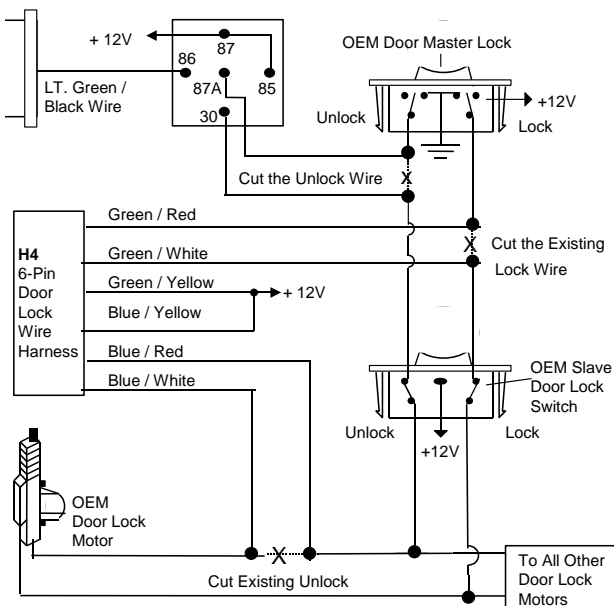 + 12V
87
86
87A
85
30
LT. Green /
Black Wire
OEM Door Master Lock
+12V
Unlock
Lock
Cut the Unlock Wire
X
H4
6-Pin
Door
Lock
Wire
Harness
Green / Red
Green / White
Green / Yellow
Blue / Yellow
Blue / Red
Blue / White
+ 12V
X
Cut the Existing
Lock Wire
OEM Slave
Door Lock
Switch
Unlock
Lock
+12V
OEM
Door Lock
Motor
X
Cut Existing Unlock
To All Other
Door Lock
Motors